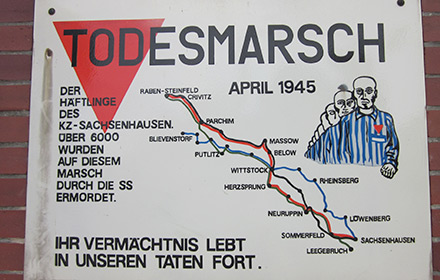 TODESMARSCH
APRIL 1945
DER
HÄFTLINGE
DES
KZ-SACHSENHAUSEN.
ÜBER 6000
WURDEN
AUF DIESEM
MARSCH
DURCH DIE SS
ERMORDET.
RABEN-STEINFELD
CRIVITZ
PARCHIM
BLIEVENSTORF
PUTLITZ
MASSOW
BELOW
WITTSTOCK
HERZSPRUNG
RHEINSBERG
NEURUPPIN
LÖWENBERG
SOMMERFELD
SACHSENHAUSEN
LEEGEBRUCH
IHR VERMÄCHTNIS LEBT
IN UNSEREN TATEN FORT.